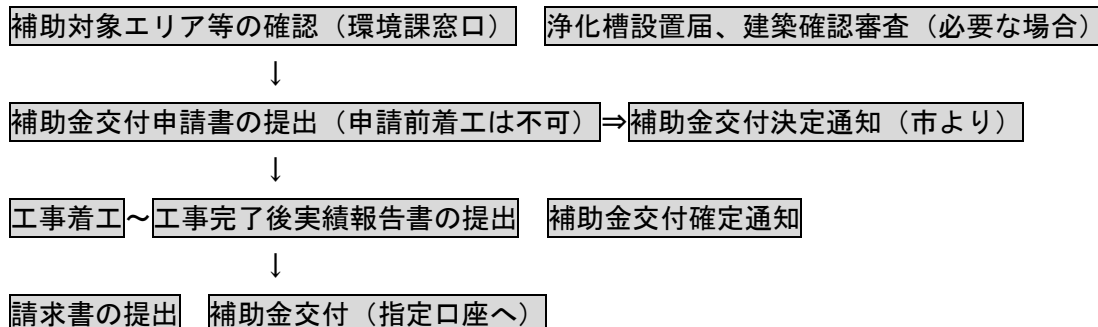 補助対象エリア等の確認（環境課窓口） 浄化槽設置届、建築確認審査（必要な場合）
↓
補助金交付申請書の提出（申請前着工は不可）⇒補助金交付決定通知（市より）
↓
工事着工～工事完了後実績報告書の提出 補助金交付確定通知
↓
請求書の提出 補助金交付（指定口座へ）